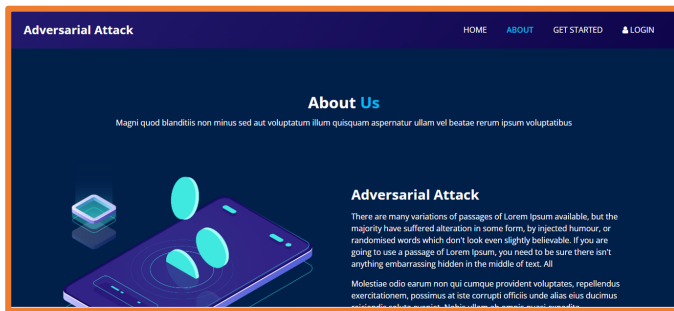 Adversarial Attack
HOME ABOUT GET STARTED LOGIN
About Us
Magni quod blanditiis non minus sed aut voluptatum illum quisquam aspernatur ullam vel beatae rerum ipsum voluptatibus
Adversarial Attack
There are many variations of passages of Lorem Ipsum available, but the
majority have suffered alteration in some form, by injected humour, or
randomised words which don't look even slightly believable. If you are
going to use a passage of Lorem Ipsum, you need to be sure there isn't
anything embarrassing hidden in the middle of text. All
Molestiae odio earum non qui cumque provident voluptates, repellendus
exercitationem, possimus at iste corrupti officiis unde alias eius ducimus